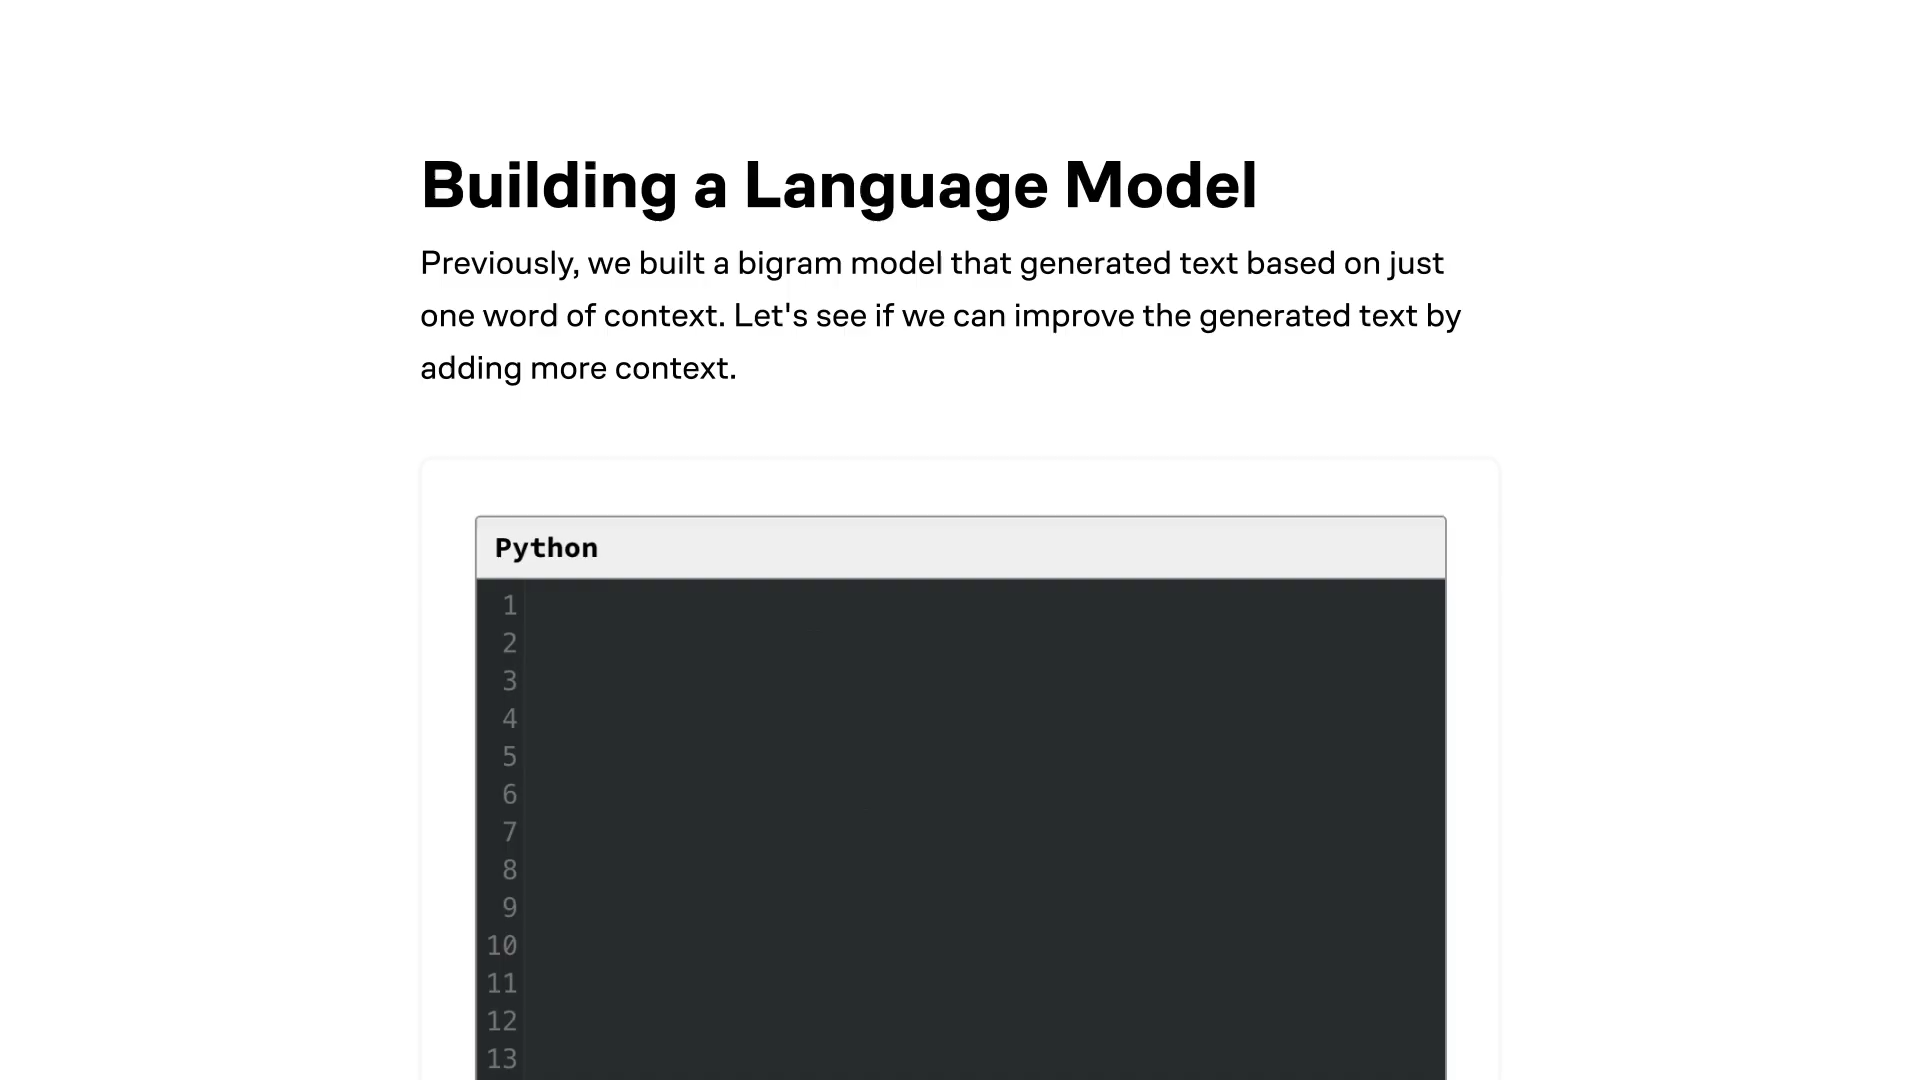 Building a Language Model
Previously, we built a bigram model that generated text based on just
one word of context. Let's see if we can improve the generated text by
adding more context.
Python
1
2
3
4
5
6
7
8
9
10
11
12
13